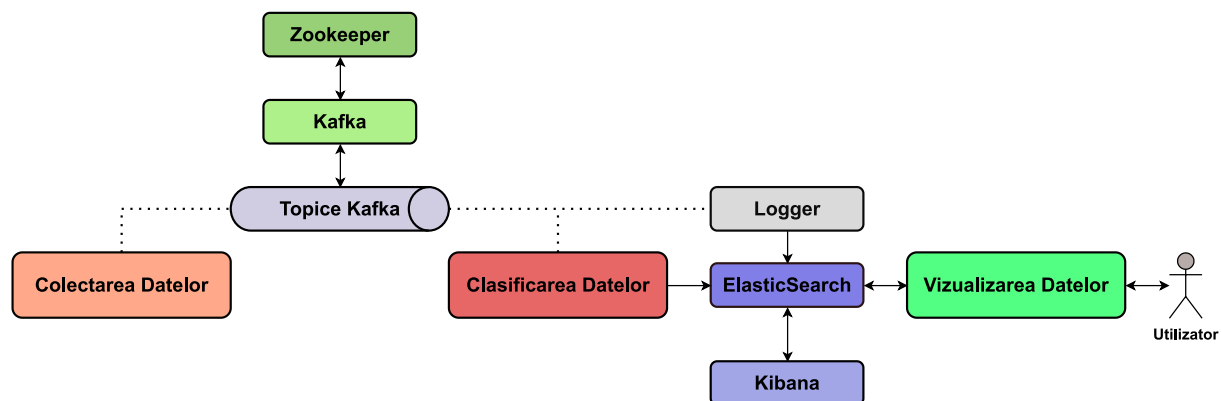 Zookeeper
Kafka
Topice Kafka
Logger
Colectarea Datelor
Clasificarea Datelor
ElasticSearch
Vizualizarea Datelor
Utilizator
Kibana